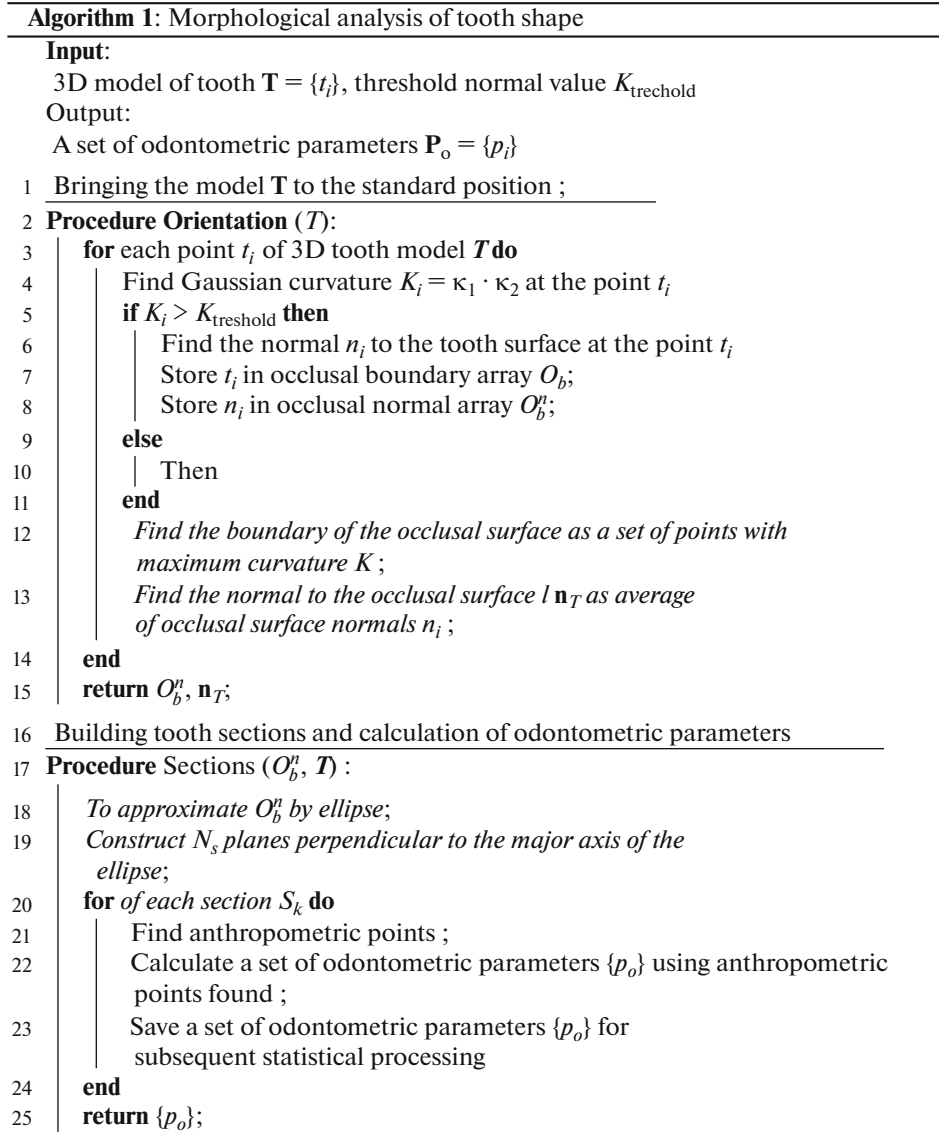 Algorithm 1: Morphological analysis of tooth shape
Input:
3D model of tooth T = {t_i}, threshold normal value K_trechold
Output:
A set of odontometric parameters P_o = {p_i}
1 Bringing the model T to the standard position ;
2 Procedure Orientation (T):
3 for each point t_i of 3D tooth model T do
4 Find Gaussian curvature K_i = κ_1 · κ_2 at the point t_i
5 if K_i > K_treshold then
6 Find the normal n_i to the tooth surface at the point t_i
7 Store t_i in occlusal boundary array O_b;
8 Store n_i in occlusal normal array O_b^n;
9 else
10 Then
11 end
12 Find the boundary of the occlusal surface as a set of points with
maximum curvature K ;
13 Find the normal to the occlusal surface l n_T as average
of occlusal surface normals n_i ;
14 end
15 return O_b^n, n_T;
16 Building tooth sections and calculation of odontometric parameters
17 Procedure Sections (O_b^n, T) :
18 To approximate O_b^n by ellipse;
19 Construct N_s planes perpendicular to the major axis of the
ellipse;
20 for of each section S_k do
21 Find anthropometric points ;
22 Calculate a set of odontometric parameters {p_o} using anthropometric
points found ;
23 Save a set of odontometric parameters {p_o} for
subsequent statistical processing
24 end
25 return {p_o};